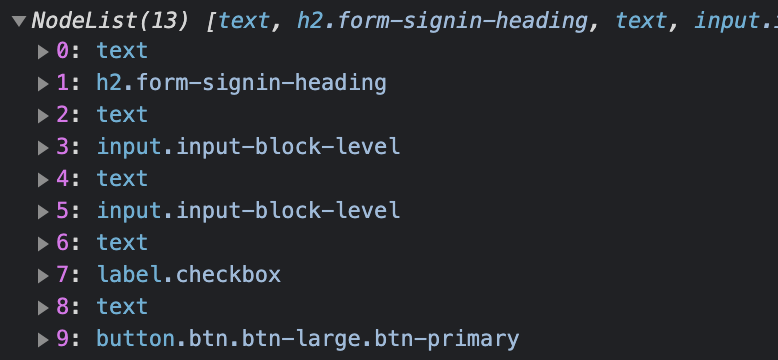 ▼NodeList(13) [text, h2.form-signin-heading, text, input.i
▶0: text
▶1: h2.form-signin-heading
▶2: text
▶3: input.input-block-level
▶4: text
▶5: input.input-block-level
▶6: text
▶7: label.checkbox
▶8: text
▶9: button.btn.btn-large.btn-primary